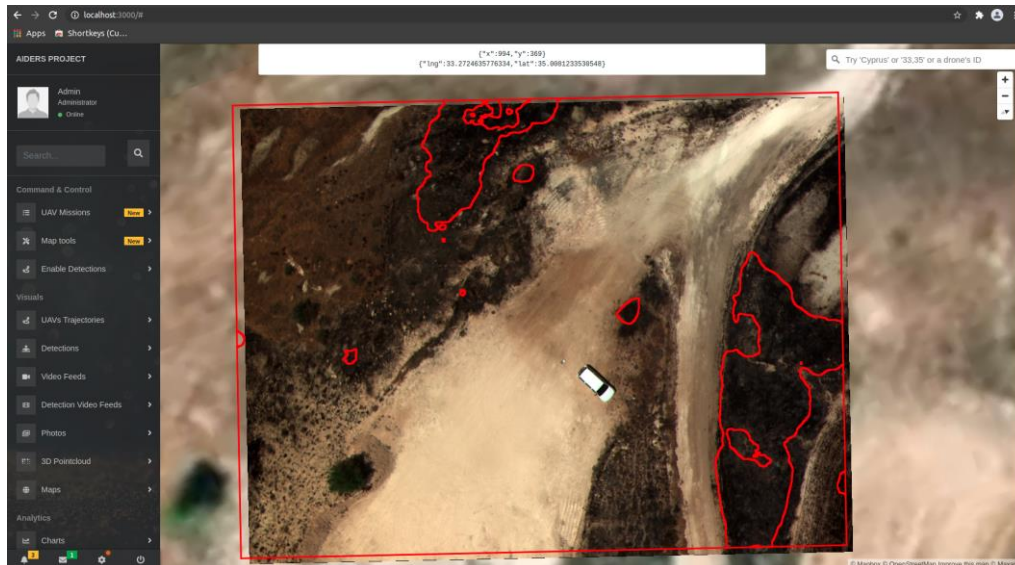 localhost:3000/#
Apps
Shortkeys (Cu...
AIDERS PROJECT
Admin
Administrator
Online
Search...
Command & Control
UAV Missions New
Map tools New
Enable Detections
Visuals
UAVs Trajectories
Detections
Video Feeds
Detection Video Feeds
Photos
3D Pointcloud
Maps
Analytics
Charts
3
1
{"x":994,"y":369}
{"lng":33.2724635776334,"lat":35.0081233530548}
Try 'Cyprus' or '33,35' or a drone's ID
© Mapbox © OpenStreetMap Improve this map © Maxar